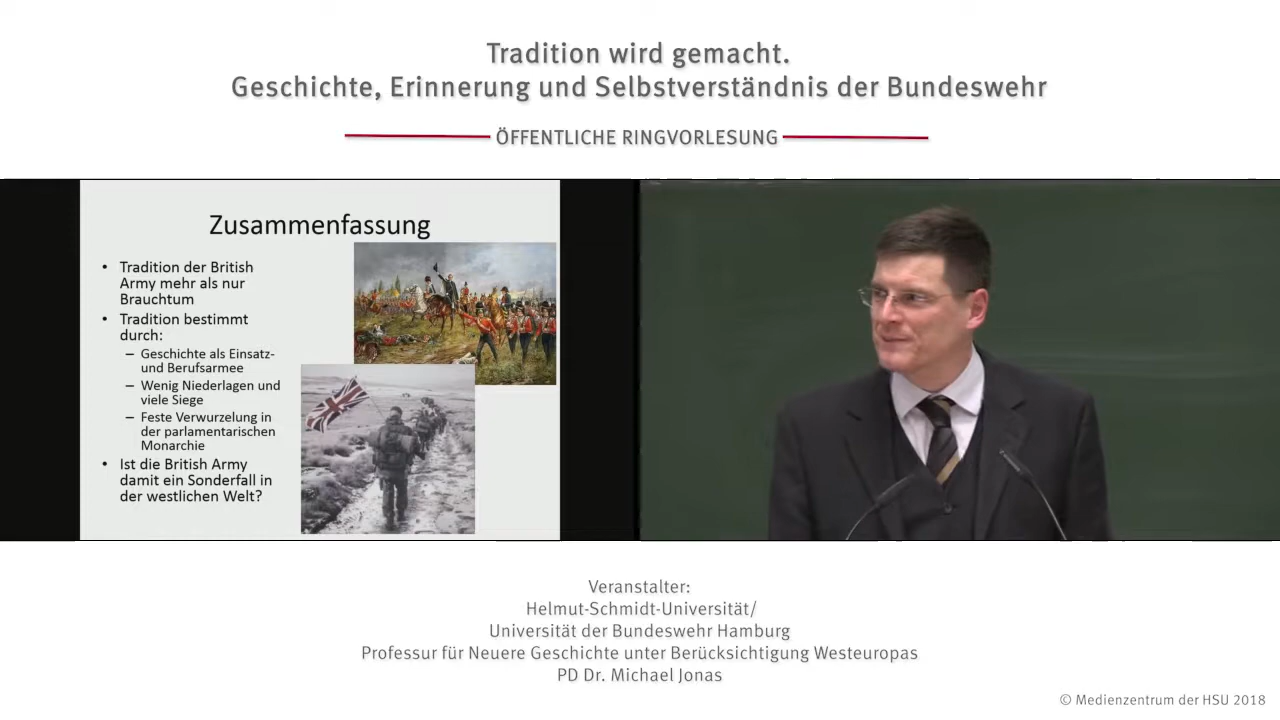 Tradition wird gemacht.
Geschichte, Erinnerung und Selbstverständnis der Bundeswehr
ÖFFENTLICHE RINGVORLESUNG
Zusammenfassung
• Tradition der British
Army mehr als nur
Brauchtum
• Tradition bestimmt
durch:
– Geschichte als Einsatz-
und Berufsarmee
– Wenig Niederlagen und
viele Siege
– Feste Verwurzelung in
der parlamentarischen
Monarchie
• Ist die British Army
damit ein Sonderfall in
der westlichen Welt?
Veranstalter:
Helmut-Schmidt-Universität/
Universität der Bundeswehr Hamburg
Professur für Neuere Geschichte unter Berücksichtigung Westeuropas
PD Dr. Michael Jonas
© Medienzentrum der HSU 2018